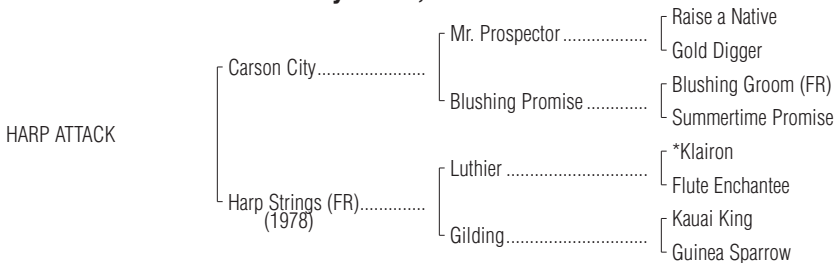 Raise a Native
Mr. Prospector..................
Gold Digger
Carson City.......................
Blushing Groom (FR)
Blushing Promise .............
Summertime Promise
HARP ATTACK
*Klairon
Luthier ..............................
Flute Enchantee
Harp Strings (FR)..............
(1978)
Kauai King
Gilding..............................
Guinea Sparrow